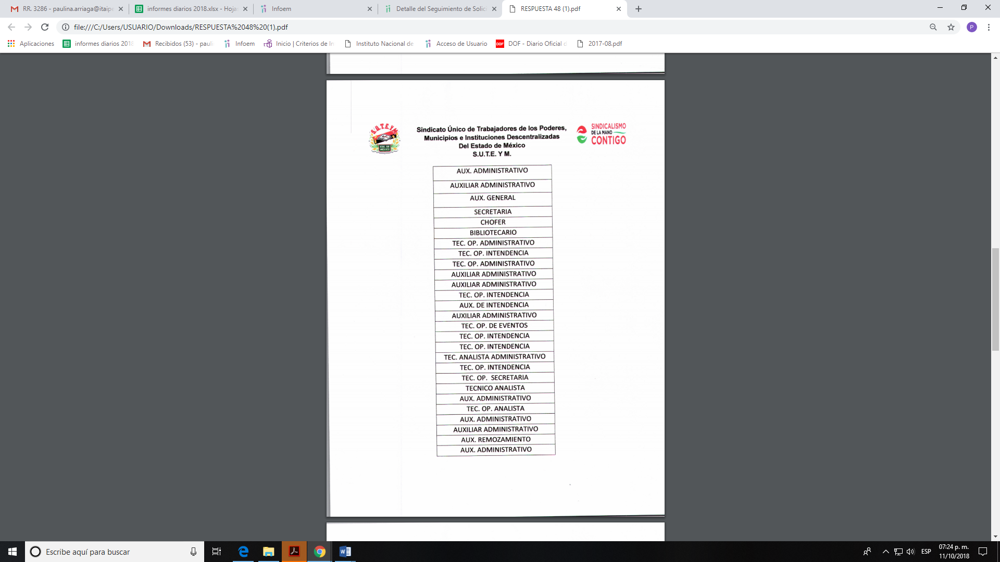 RR. 3286 - paulina.arriaga@itaipe
informes diarios 2018.xlsx - Hoja
Infoem
Detalle del Seguimiento de Solici
RESPUESTA 48 (1).pdf
file:///C:/Users/USUARIO/Downloads/RESPUESTA%2048%20(1).pdf
P
Aplicaciones
informes diarios 2018
Recibidos (53) - pauli
Infoem
Inicio | Criterios de In
Instituto Nacional de
Acceso de Usuario
DOF
DOF - Diario Oficial d
2017-08.pdf
S.U.T.E.Y M.
EDO. DE
MÉXICO
Sindicato Único de Trabajadores de los Poderes,
Municipios e Instituciones Descentralizadas
Del Estado de México
S.U.T.E. Y M.
SINDICALISMO
DE LA MANO
CONTIGO
AUX. ADMINISTRATIVO
AUXILIAR ADMINISTRATIVO
AUX. GENERAL
SECRETARIA
CHOFER
BIBLIOTECARIO
TEC. OP. ADMINISTRATIVO
TEC. OP. INTENDENCIA
TEC. OP. ADMINISTRATIVO
AUXILIAR ADMINISTRATIVO
AUXILIAR ADMINISTRATIVO
TEC. OP. INTENDENCIA
AUX. DE INTENDENCIA
AUXILIAR ADMINISTRATIVO
TEC. OP. DE EVENTOS
TEC. OP. INTENDENCIA
TEC. OP. INTENDENCIA
TEC. ANALISTA ADMINISTRATIVO
TEC. OP. INTENDENCIA
TEC. OP. SECRETARIA
TECNICO ANALISTA
AUX. ADMINISTRATIVO
TEC. OP. ANALISTA
AUX. ADMINISTRATIVO
AUXILIAR ADMINISTRATIVO
AUX. REMOZAMIENTO
AUX. ADMINISTRATIVO
Escribe aquí para buscar
ESP
07:24 p. m.
11/10/2018